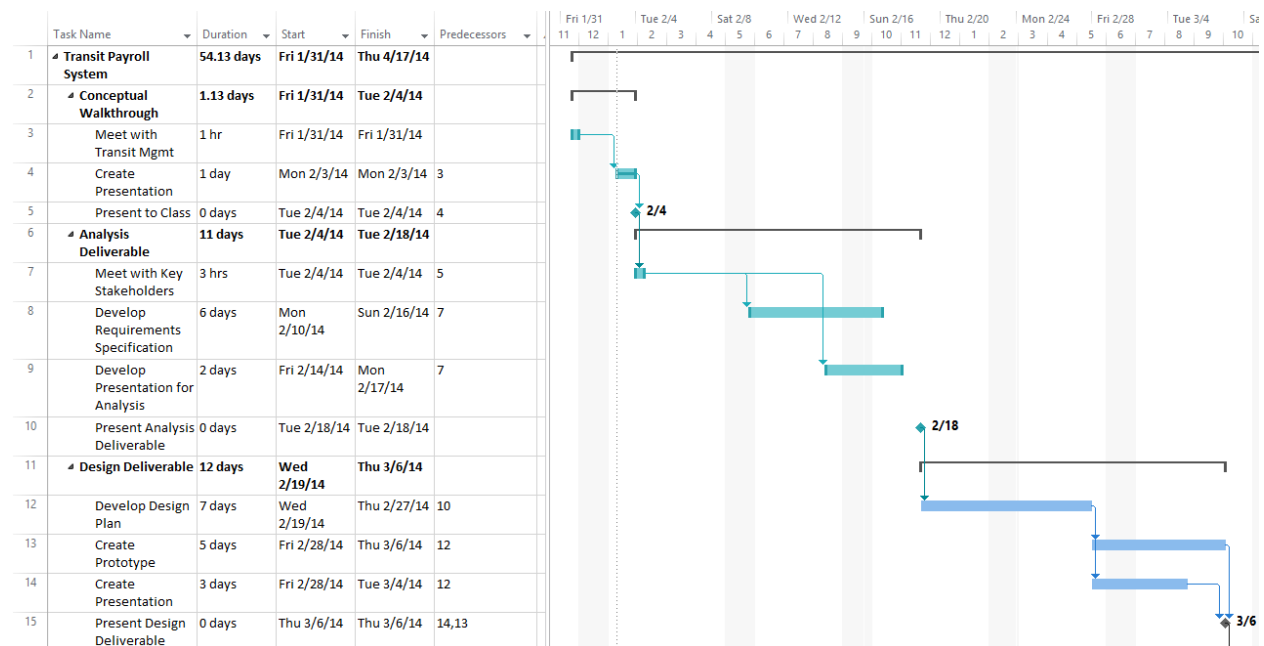 Fri 1/31 Tue 2/4 Sat 2/8 Wed 2/12 Sun 2/16 Thu 2/20 Mon 2/24 Fri 2/28 Tue 3/4 Sa
Task Name Duration Start Finish Predecessors 11 12 1 2 3 4 5 6 7 8 9 10 11 12 1 2 3 4 5 6 7 8 9 10
1 Transit Payroll 54.13 days Fri 1/31/14 Thu 4/17/14
System
2 Conceptual 1.13 days Fri 1/31/14 Tue 2/4/14
Walkthrough
3 Meet with 1 hr Fri 1/31/14 Fri 1/31/14
Transit Mgmt
4 Create 1 day Mon 2/3/14 Mon 2/3/14 3
Presentation
5 Present to Class 0 days Tue 2/4/14 Tue 2/4/14 4 2/4
6 Analysis 11 days Tue 2/4/14 Tue 2/18/14
Deliverable
7 Meet with Key 3 hrs Tue 2/4/14 Tue 2/4/14 5
Stakeholders
8 Develop 6 days Mon Sun 2/16/14 7
Requirements 2/10/14
Specification
9 Develop 2 days Fri 2/14/14 Mon 7
Presentation for 2/17/14
Analysis
10 Present Analysis 0 days Tue 2/18/14 Tue 2/18/14 2/18
Deliverable
11 Design Deliverable 12 days Wed Thu 3/6/14
2/19/14
12 Develop Design 7 days Wed Thu 2/27/14 10
Plan 2/19/14
13 Create 5 days Fri 2/28/14 Thu 3/6/14 12
Prototype
14 Create 3 days Fri 2/28/14 Tue 3/4/14 12
Presentation
15 Present Design 0 days Thu 3/6/14 Thu 3/6/14 14,13 3/6
Deliverable